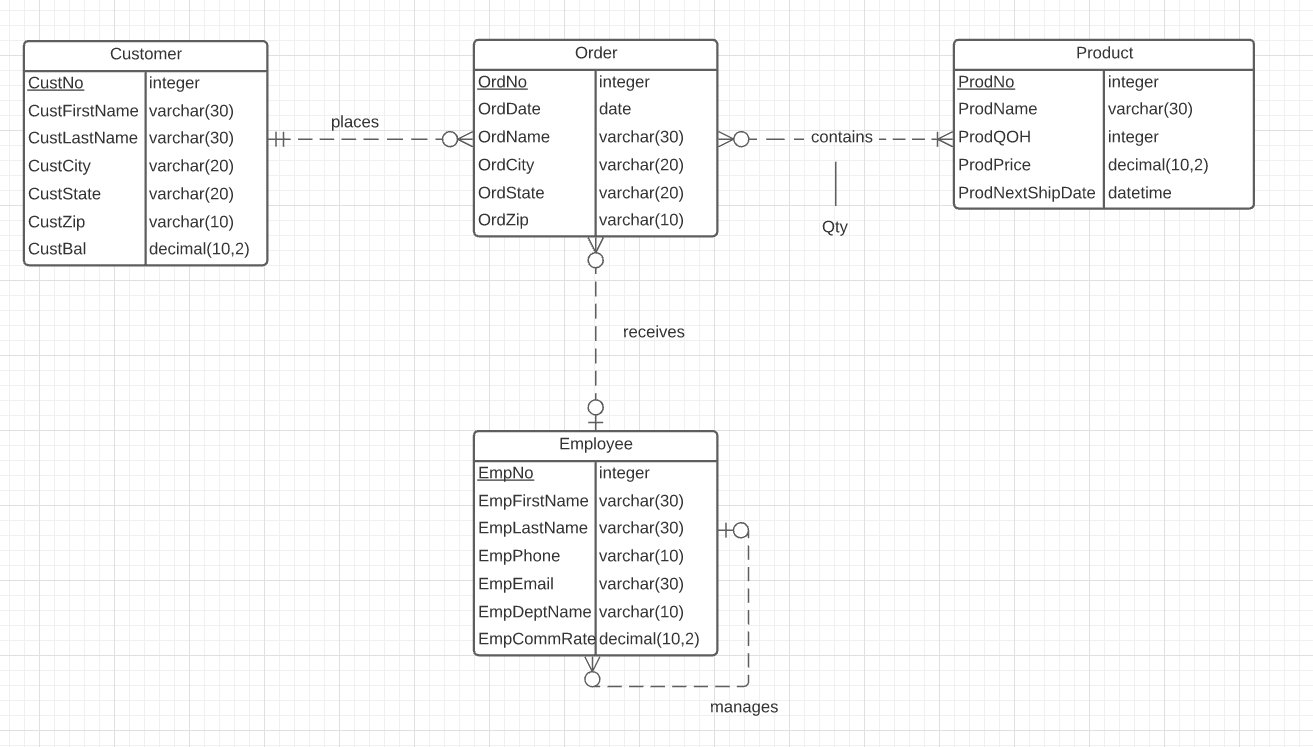 Customer
CustNo integer
CustFirstName varchar(30)
CustLastName varchar(30)
CustCity varchar(20)
CustState varchar(20)
CustZip varchar(10)
CustBal decimal(10,2)
places
Order
OrdNo integer
OrdDate date
OrdName varchar(30)
OrdCity varchar(20)
OrdState varchar(20)
OrdZip varchar(10)
contains
Qty
Product
ProdNo integer
ProdName varchar(30)
ProdQOH integer
ProdPrice decimal(10,2)
ProdNextShipDate datetime
receives
Employee
EmpNo integer
EmpFirstName varchar(30)
EmpLastName varchar(30)
EmpPhone varchar(10)
EmpEmail varchar(30)
EmpDeptName varchar(10)
EmpCommRate decimal(10,2)
manages